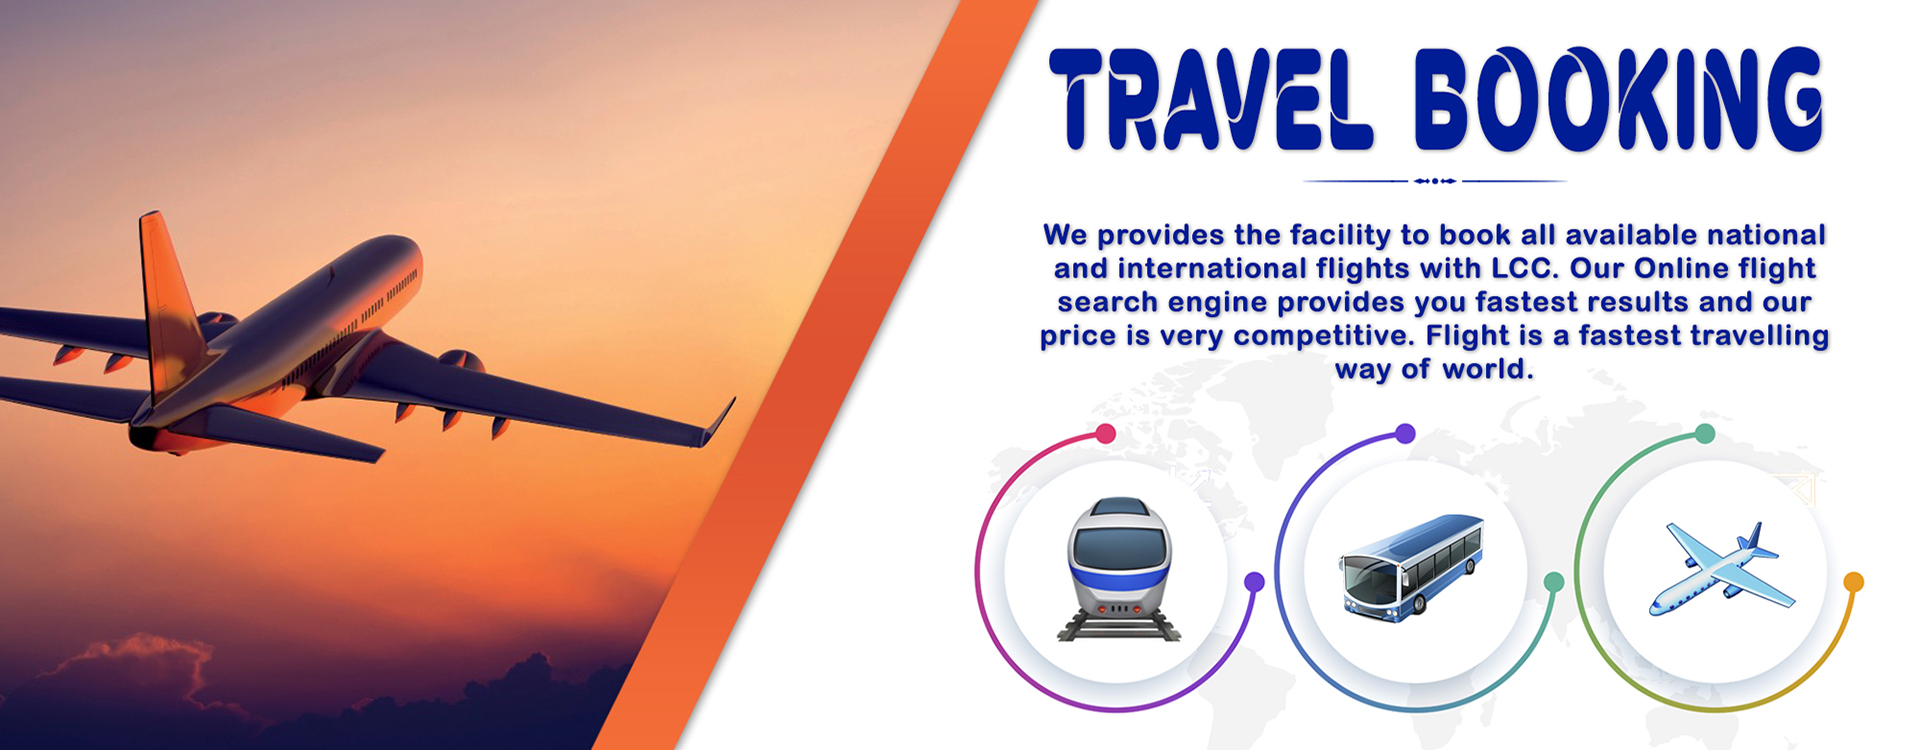 TRAVEL BOOKING
We provides the facility to book all available national
and international flights with LCC. Our Online flight
search engine provides you fastest results and our
price is very competitive. Flight is a fastest travelling
way of world.